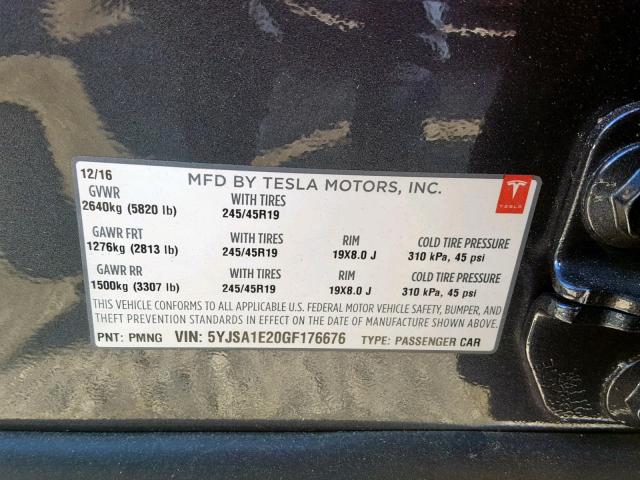 12/16
MFD BY TESLA MOTORS, INC.
TESLA
GVWR WITH TIRES
2640kg (5820 lb) 245/45R19
GAWR FRT WITH TIRES RIM COLD TIRE PRESSURE
1276kg (2813 lb) 245/45R19 19X8.0 J 310 kPa, 45 psi
GAWR RR WITH TIRES RIM COLD TIRE PRESSURE
1500kg (3307 lb) 245/45R19 19X8.0 J 310 kPa, 45 psi
THIS VEHICLE CONFORMS TO ALL APPLICABLE U.S. FEDERAL MOTOR VEHICLE SAFETY, BUMPER, AND
THEFT PREVENTION STANDARDS IN EFFECT ON THE DATE OF MANUFACTURE SHOWN ABOVE.
PNT: PMNG VIN: 5YJSA1E20GF176676 TYPE: PASSENGER CAR